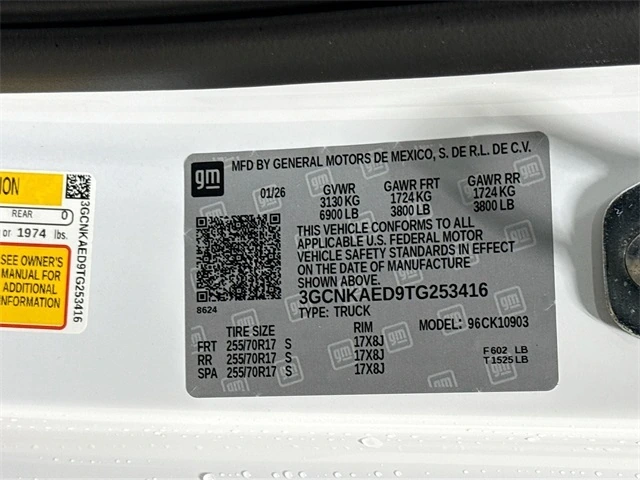 ION
REAR 0
or 1974 lbs.
SEE OWNER'S
MANUAL FOR
ADDITIONAL
INFORMATION
3GCNKAED9TG253416
gm
MFD BY GENERAL MOTORS DE MEXICO, S. DE R.L. DE C.V.
01/26 GVWR GAWR FRT GAWR RR
3130 KG 1724 KG 1724 KG
6900 LB 3800 LB 3800 LB
THIS VEHICLE CONFORMS TO ALL
APPLICABLE U.S. FEDERAL MOTOR
VEHICLE SAFETY STANDARDS IN EFFECT
ON THE DATE OF MANUFACTURE
SHOWN ABOVE.
3GCNKAED9TG253416
8624 TYPE: TRUCK
TIRE SIZE RIM MODEL: 96CK10903
FRT 255/70R17 S 17X8J
RR 255/70R17 S 17X8J F 602 LB
SPA 255/70R17 S 17X8J T 1525 LB